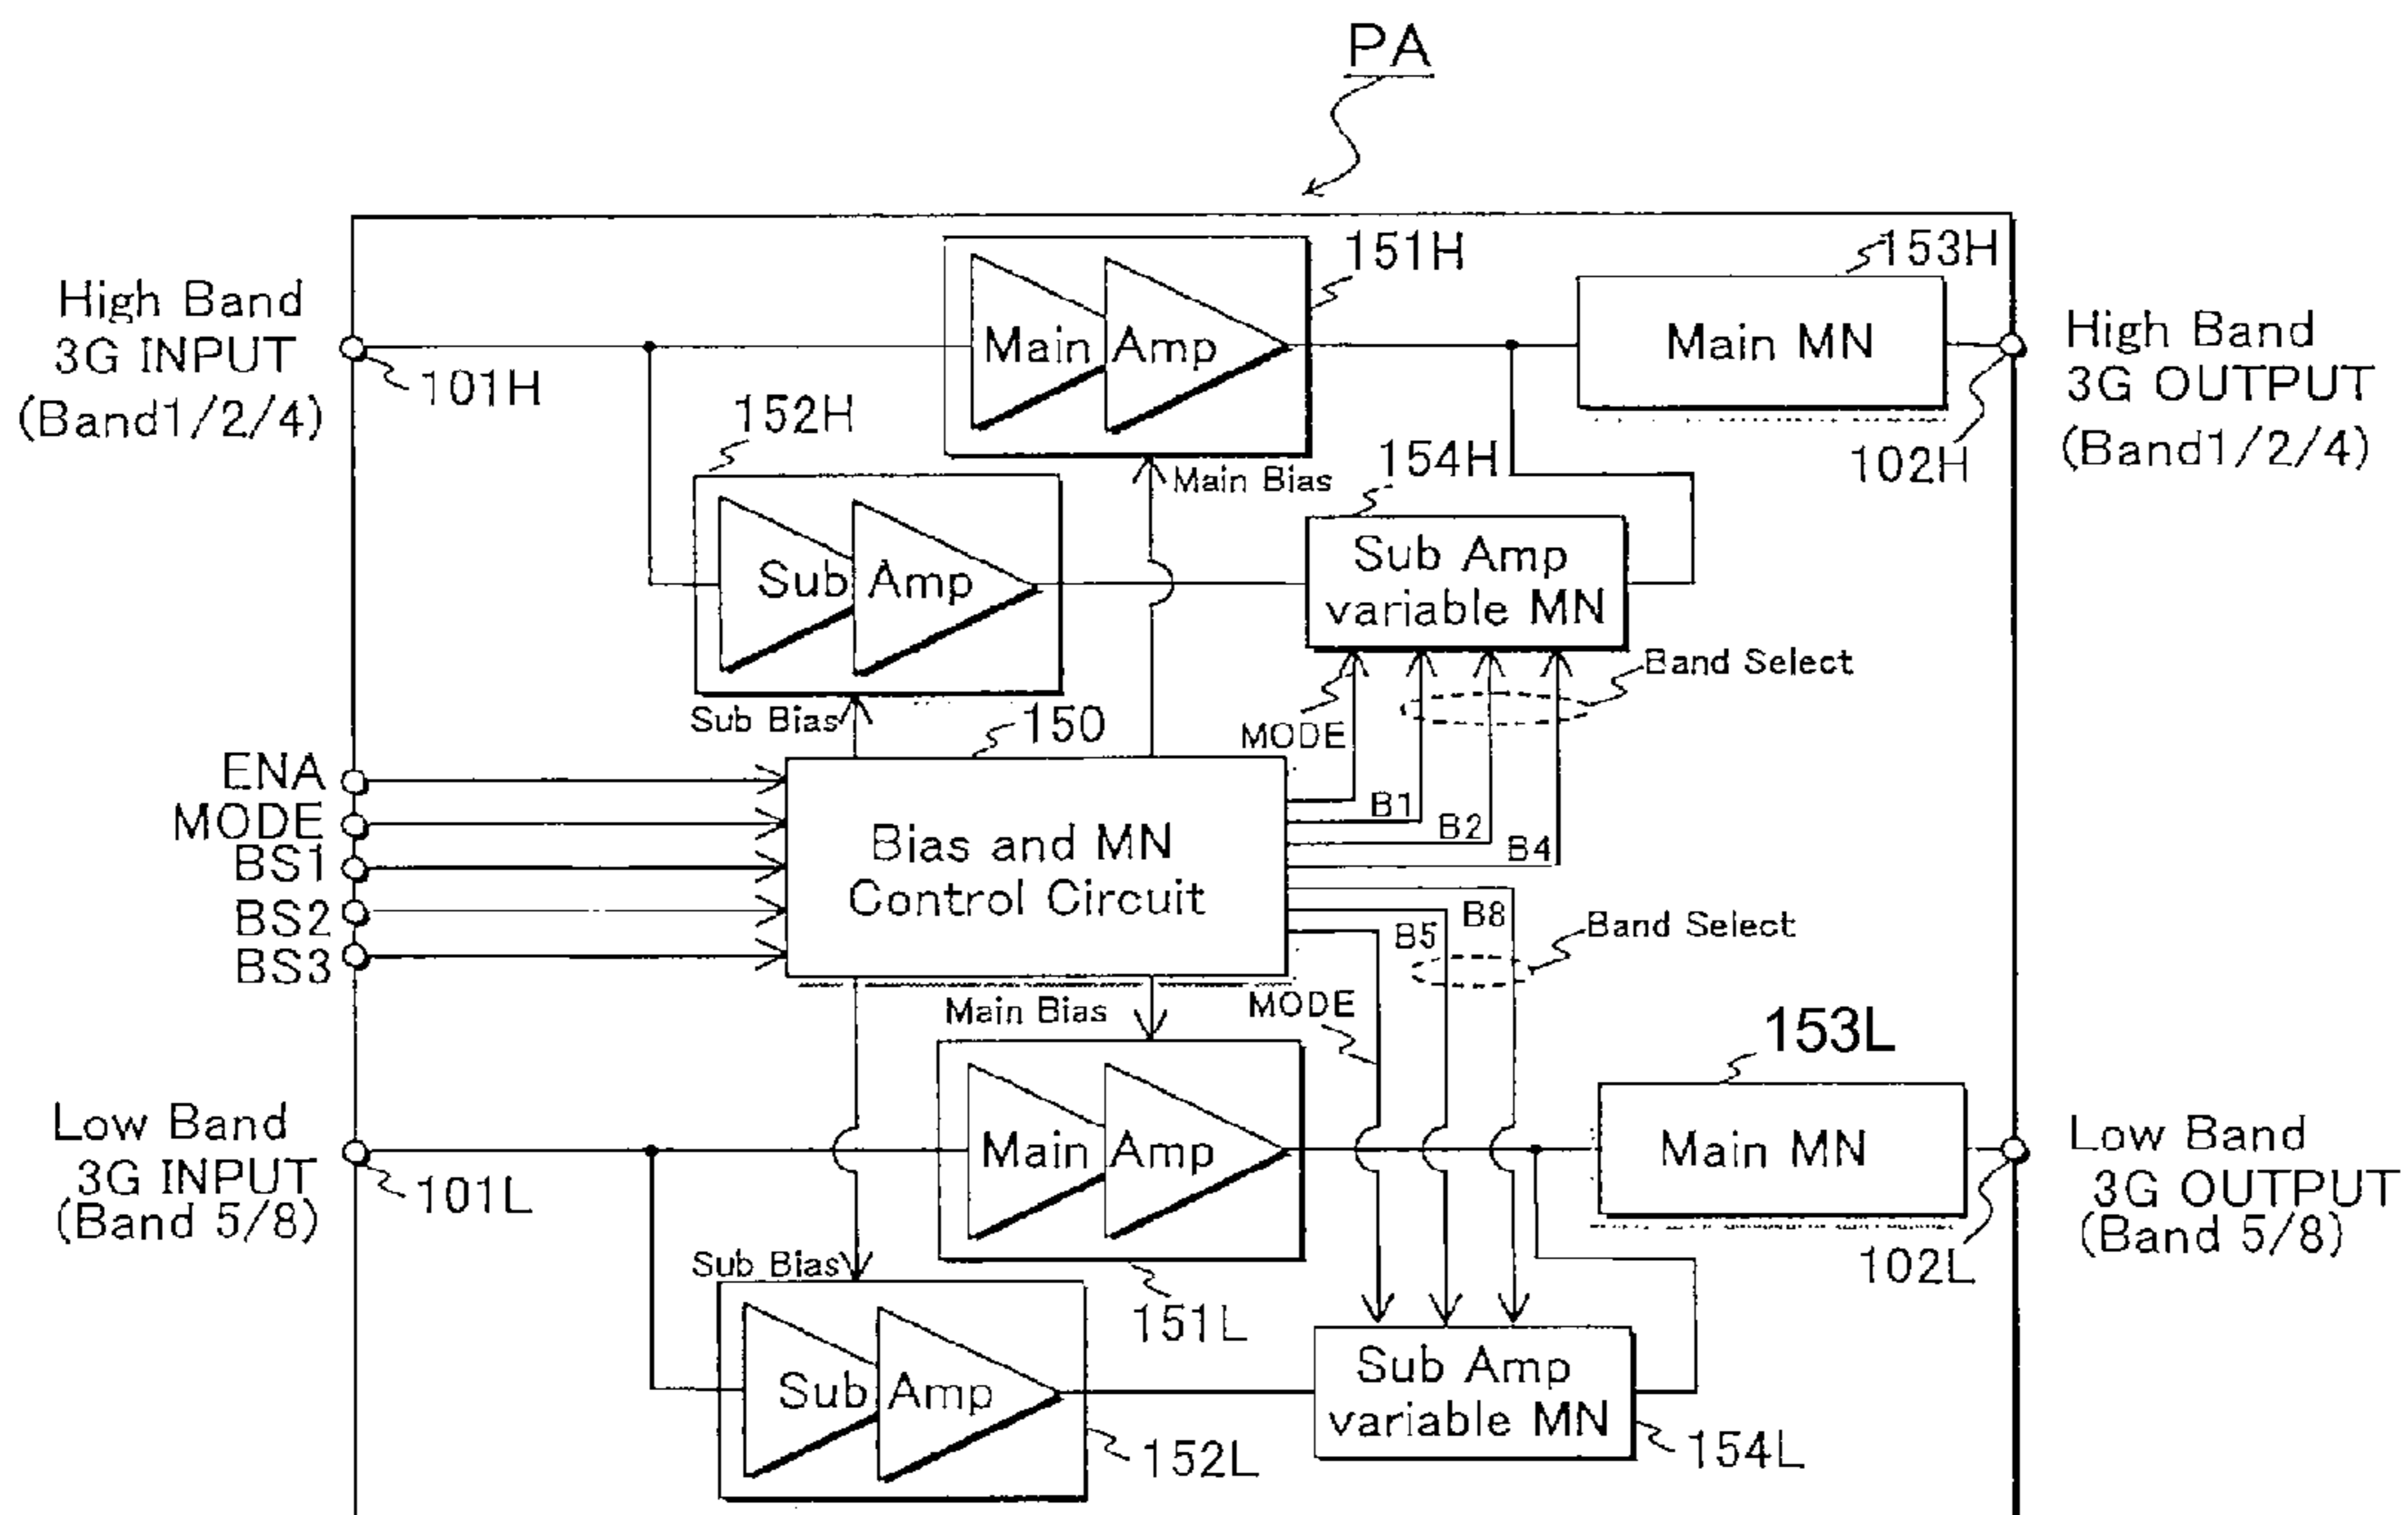 PA
High Band
3G INPUT
(Band1/2/4)
101H
Main Amp
151H
153H
Main MN
High Band
3G OUTPUT
(Band1/2/4)
102H
152H
Sub Amp
Main Bias
154H
Sub Amp
variable MN
Band Select
Sub Bias
150
MODE
ENA
MODE
BS1
BS2
BS3
Bias and MN
Control Circuit
B1
B2
B4
B8
B5
Band Select
Main Bias
MODE
153L
Low Band
3G INPUT
(Band 5/8)
101L
Main Amp
Main MN
Low Band
3G OUTPUT
(Band 5/8)
102L
Sub Bias
151L
Sub Amp
152L
Sub Amp
variable MN
154L